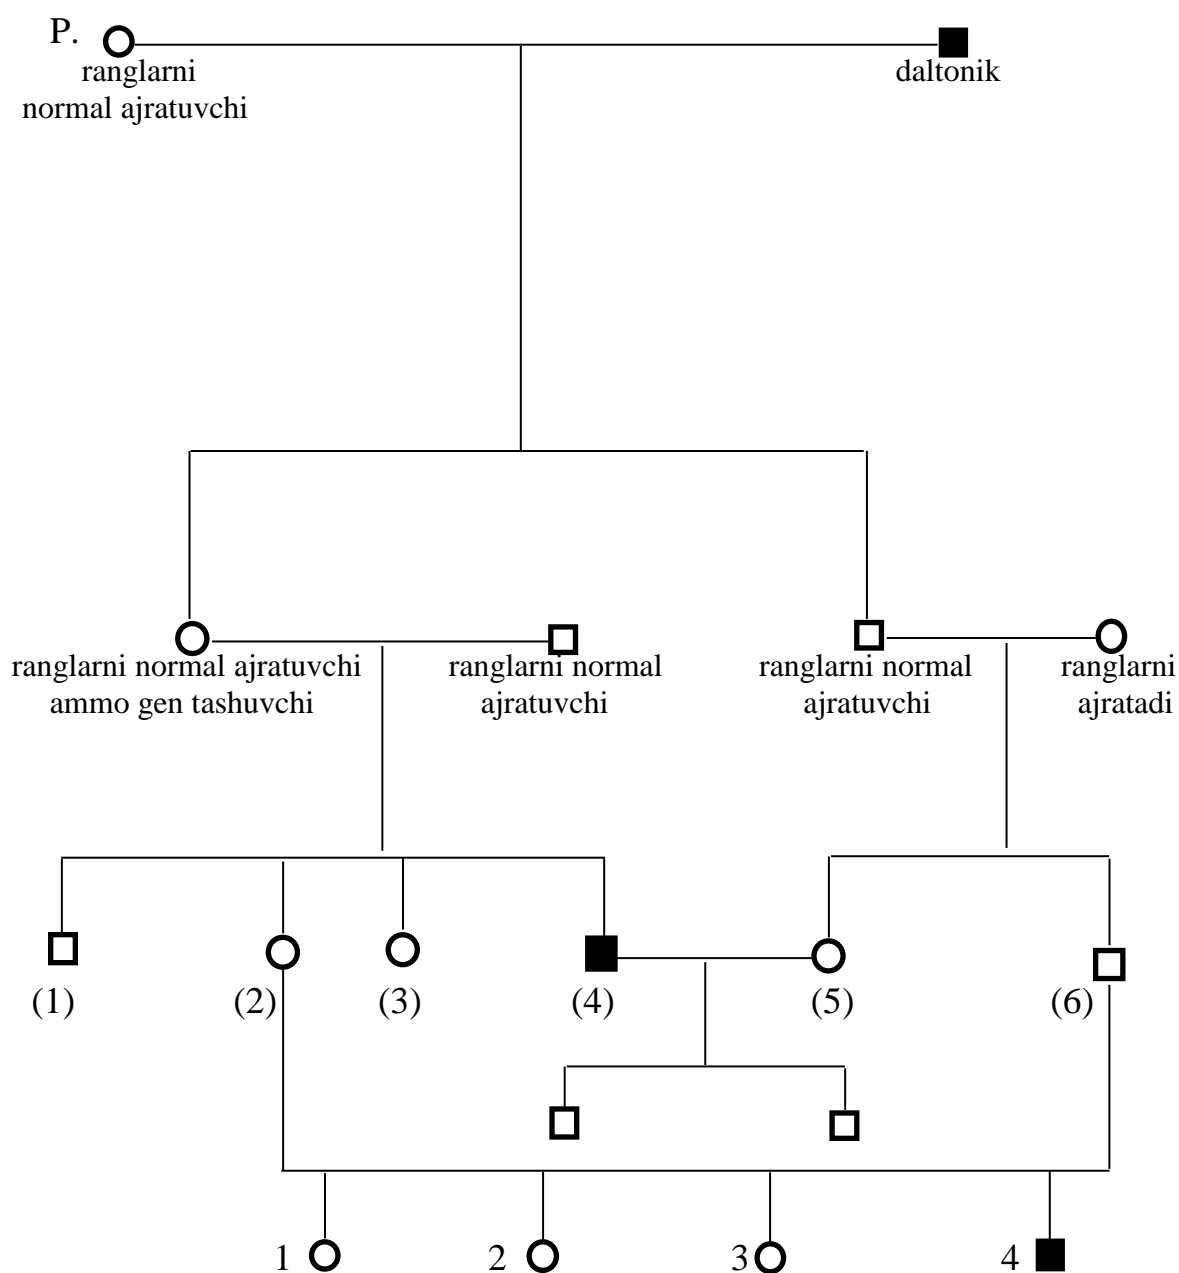 P.
ranglarni
normal ajratuvchi
daltonik
ranglarni normal ajratuvchi
ammo gen tashuvchi
ranglarni normal
ajratuvchi
ranglarni normal
ajratuvchi
ranglarni
ajratadi
(1)
(2)
(3)
(4)
(5)
(6)
1
2
3
4